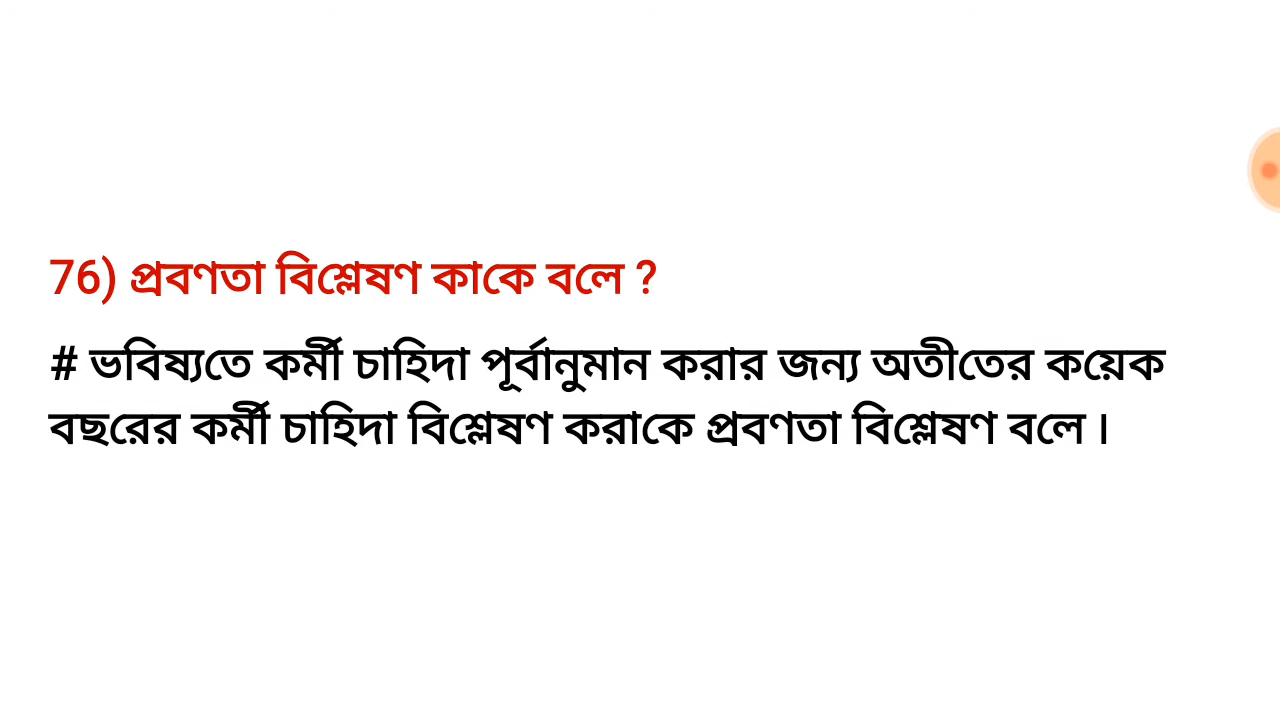 76) প্রবণতা বিশ্লেষণ কাকে বলে ?
# ভবিষ্যতে কর্মী চাহিদা পূর্বানুমান করার জন্য অতীতের কয়েক
বছরের কর্মী চাহিদা বিশ্লেষণ করাকে প্রবণতা বিশ্লেষণ বলে ।